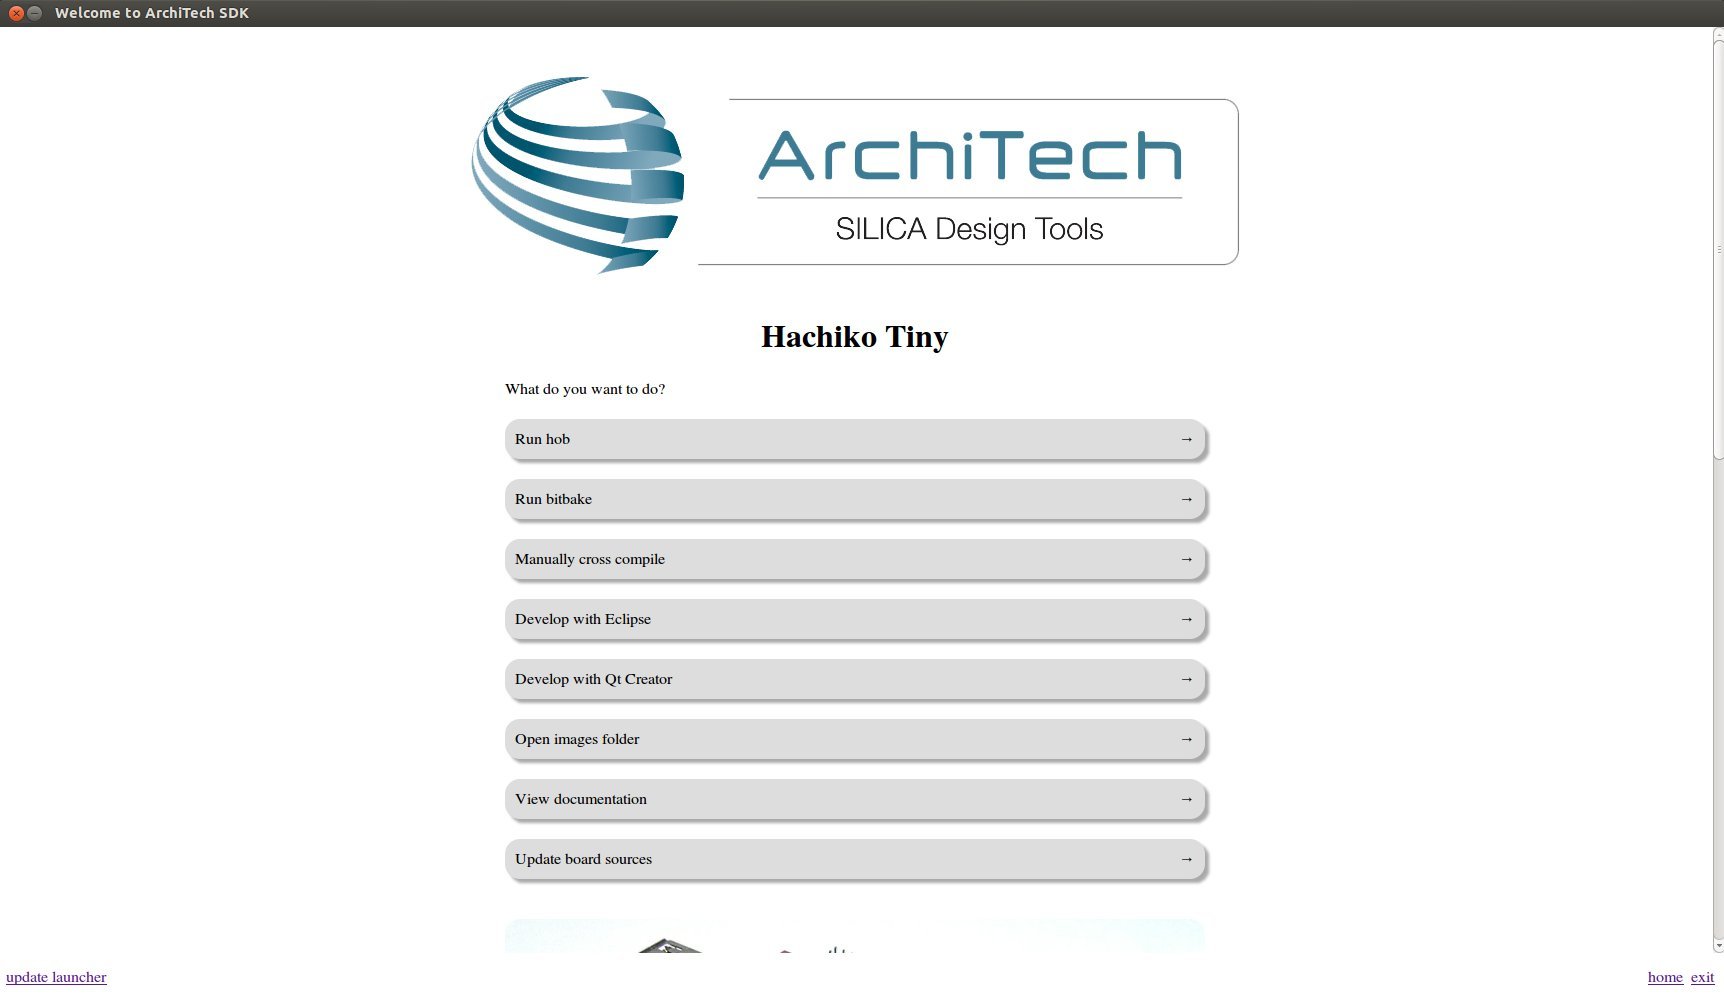 Welcome to ArchiTech SDK
ArchiTech
SILICA Design Tools
Hachiko Tiny
What do you want to do?
Run hob →
Run bitbake →
Manually cross compile →
Develop with Eclipse →
Develop with Qt Creator →
Open images folder →
View documentation →
Update board sources →
update launcher
home exit